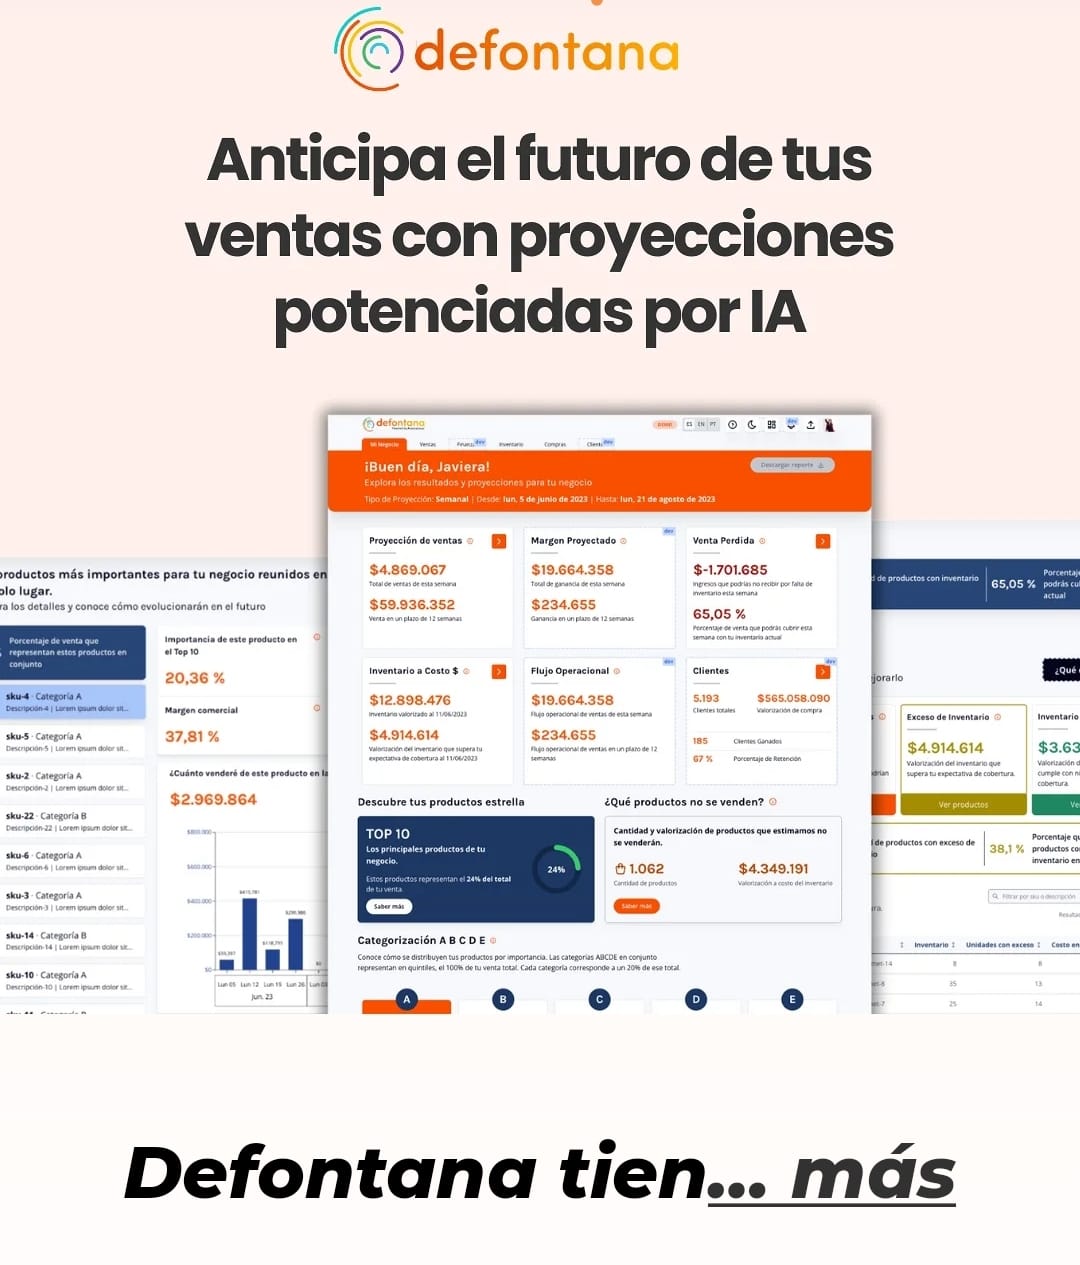 defontana
Anticipa el futuro de tus
ventas con proyecciones
potenciadas por IA
defontana
ES EN PT
dev
Mi Negocio
Ventas
dev
Inventario
Compras
dev
¡Buen día, Javiera!
Descargar reporte
Explora los resultados y proyecciones para tu negocio
Tipo de Proyección: Semanal | Desde: lun, 5 de junio de 2023 | Hasta: lun, 21 de agosto de 2023
Proyección de ventas
$4.869.067
Total de ventas de esta semana
$59.936.352
Venta en un plazo de 12 semanas
dev
Margen Proyectado
$19.664.358
Total de ganancia de esta semana
$234.655
Ganancia en un plazo de 12 semanas
Venta Perdida
$-1.701.685
Ingresos que podrías no recibir por falta de
inventario esta semana
65,05 %
Porcentaje de venta que podrás cubrir esta
semana con tu inventario actual
Inventario a Costo $
$12.898.476
Inventario valorizado al 11/06/2023
$4.914.614
Valorización del inventario que supera tu
expectativa de cobertura al 11/06/2023
dev
Flujo Operacional
$19.664.358
Flujo operacional de ventas de esta semana
$234.655
Flujo operacional de ventas en un plazo de 12
semanas
dev
Clientes
5.193
Clientes totales
$565.058.090
Valorización de compra
185 Clientes Ganados
67 % Porcentaje de Retención
Descubre tus productos estrella
TOP 10
Los principales productos de tu
negocio.
Estos productos representan el 24% del total
de tu venta.
Saber más
24%
¿Qué productos no se venden?
Cantidad y valorización de productos que estimamos no
se venderán.
1.062
Cantidad de productos
$4.349.191
Valorización a costo del inventario
Saber más
Categorización A B C D E
Conoce cómo se distribuyen tus productos por importancia. Las categorías ABCDE en conjunto
representan en quintiles, el 100% de tu venta total. Cada categoría corresponde a un 20% de ese total.
A B C D E
productos más importantes para tu negocio reunidos en
olo lugar.
ra los detalles y conoce cómo evolucionarán en el futuro
Porcentaje de venta que
representan estos productos en
conjunto
sku-4 · Categoría A
Descripción-4 | Lorem ipsum dolor sit...
sku-5 · Categoría A
Descripción-5 | Lorem ipsum dolor sit...
sku-2 · Categoría A
Descripción-2 | Lorem ipsum dolor sit...
sku-22 · Categoría B
Descripción-22 | Lorem ipsum dolor sit...
sku-6 · Categoría A
Descripción-6 | Lorem ipsum dolor sit...
sku-3 · Categoría A
Descripción-3 | Lorem ipsum dolor sit...
sku-14 · Categoría B
Descripción-14 | Lorem ipsum dolor sit...
sku-10 · Categoría A
Descripción-10 | Lorem ipsum dolor sit...
Importancia de este producto en
el Top 10
20,36 %
Margen comercial
37,81 %
¿Cuánto venderé de este producto en la
$2.969.864
$800.000
$600.000
$400.000
$200.000
$0
Lun 05 Lun 12 Lun 19 Lun 26
Jun. 23
d de productos con inventario
65,05 %
Porcentaje
podrás cu
actual
jorarlo
¿Qué
Exceso de Inventario
$4.914.614
Valorización del inventario que
supera tu expectativa de cobertura.
Ver productos
Inventario
$3.63
Valorización d
cumple con ni
cobertura.
Ve
d de productos con exceso de
io
38,1 %
Porcentaje qu
productos co
inventario en
ra.
Filtrar por sku o descripción
Resulta
Inventario Unidades con exceso Costo en
8 8
35 13
25 14
Defontana tien... más